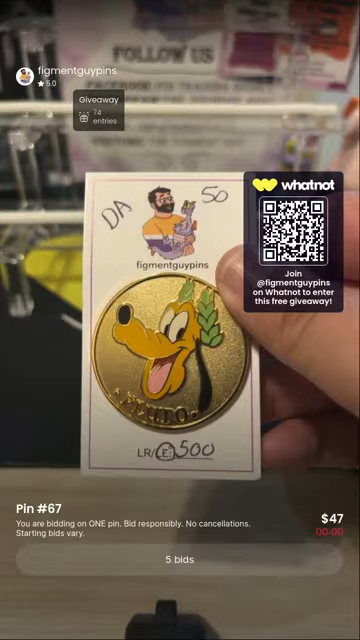 FOLLOW US
figmentguypins
5.0
Giveaway
74
entries
DA
50
figmentguypins
whatnot
Join
@figmentguypins
on Whatnot to enter
this free giveaway!
PLUTO
LR/LE: 500
Pin #67
You are bidding on ONE pin. Bid responsibly. No cancellations.
Starting bids vary.
$47
00:00
5 bids